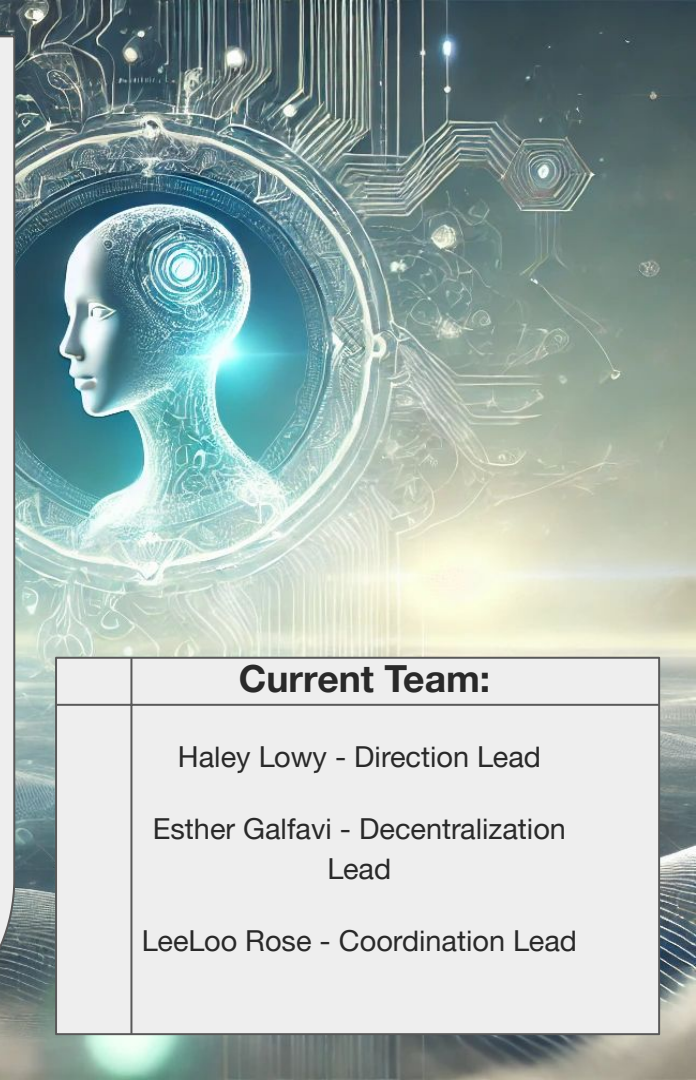 Current Team:
Haley Lowy - Direction Lead
Esther Galfavi - Decentralization
Lead
LeeLoo Rose - Coordination Lead